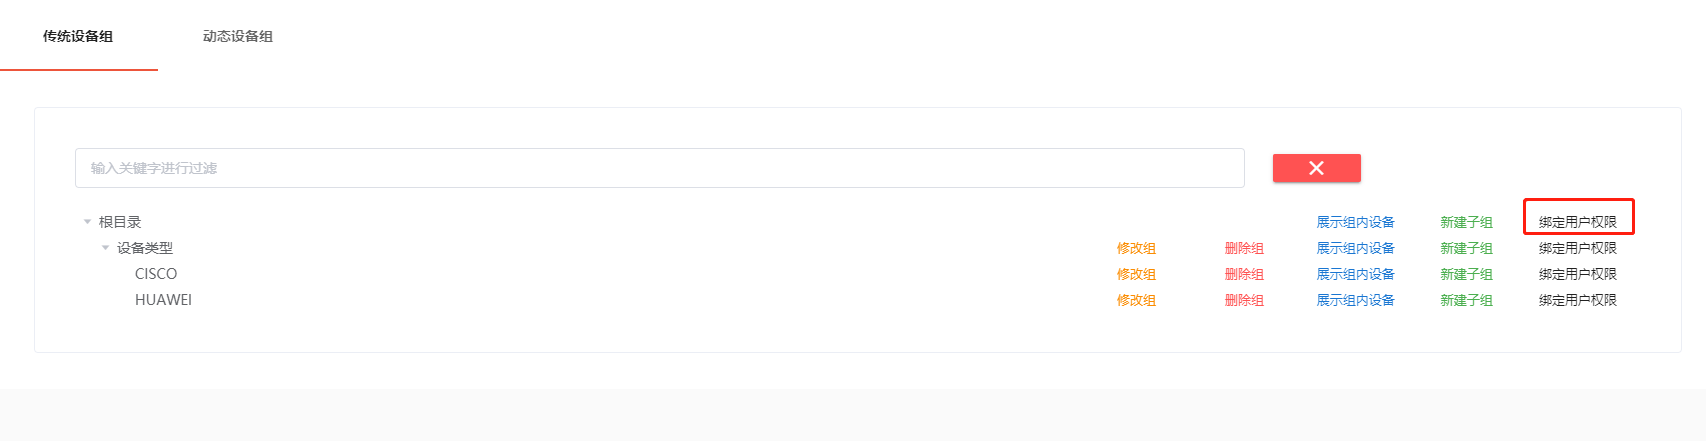 传统设备组 动态设备组
输入关键字进行过滤
根目录 展示组内设备 新建子组 绑定用户权限
设备类型 修改组 删除组 展示组内设备 新建子组 绑定用户权限
CISCO 修改组 删除组 展示组内设备 新建子组 绑定用户权限
HUAWEI 修改组 删除组 展示组内设备 新建子组 绑定用户权限